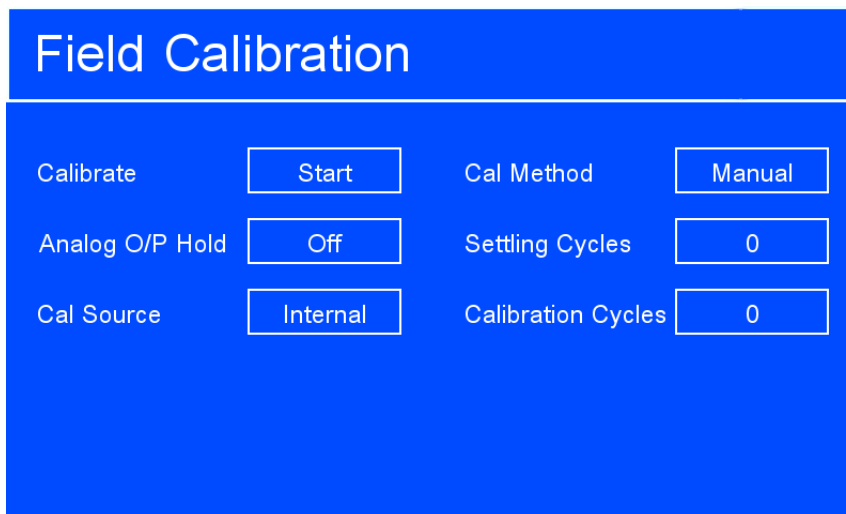 Field Calibration
Calibrate Start Cal Method Manual
Analog O/P Hold Off Settling Cycles 0
Cal Source Internal Calibration Cycles 0